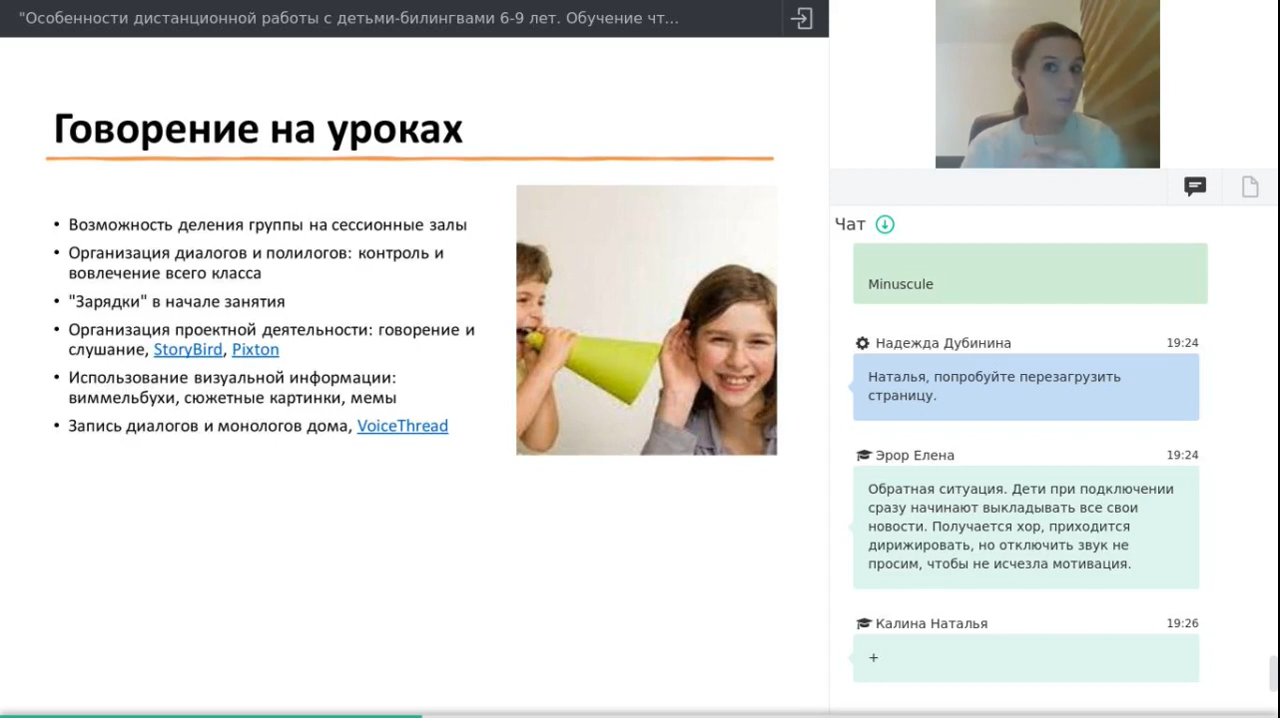 "Особенности дистанционной работы с детьми-билингвами 6-9 лет. Обучение чт...
Говорение на уроках
• Возможность деления группы на сессионные залы
• Организация диалогов и полилогов: контроль и
вовлечение всего класса
• "Зарядки" в начале занятия
• Организация проектной деятельности: говорение и
слушание, StoryBird, Pixton
• Использование визуальной информации:
виммельбухи, сюжетные картинки, мемы
• Запись диалогов и монологов дома, VoiceThread
Чат
Minuscule
Надежда Дубинина 19:24
Наталья, попробуйте перезагрузить
страницу.
Эрор Елена 19:24
Обратная ситуация. Дети при подключении
сразу начинают выкладывать все свои
новости. Получается хор, приходится
дирижировать, но отключить звук не
просим, чтобы не исчезла мотивация.
Калина Наталья 19:26
+